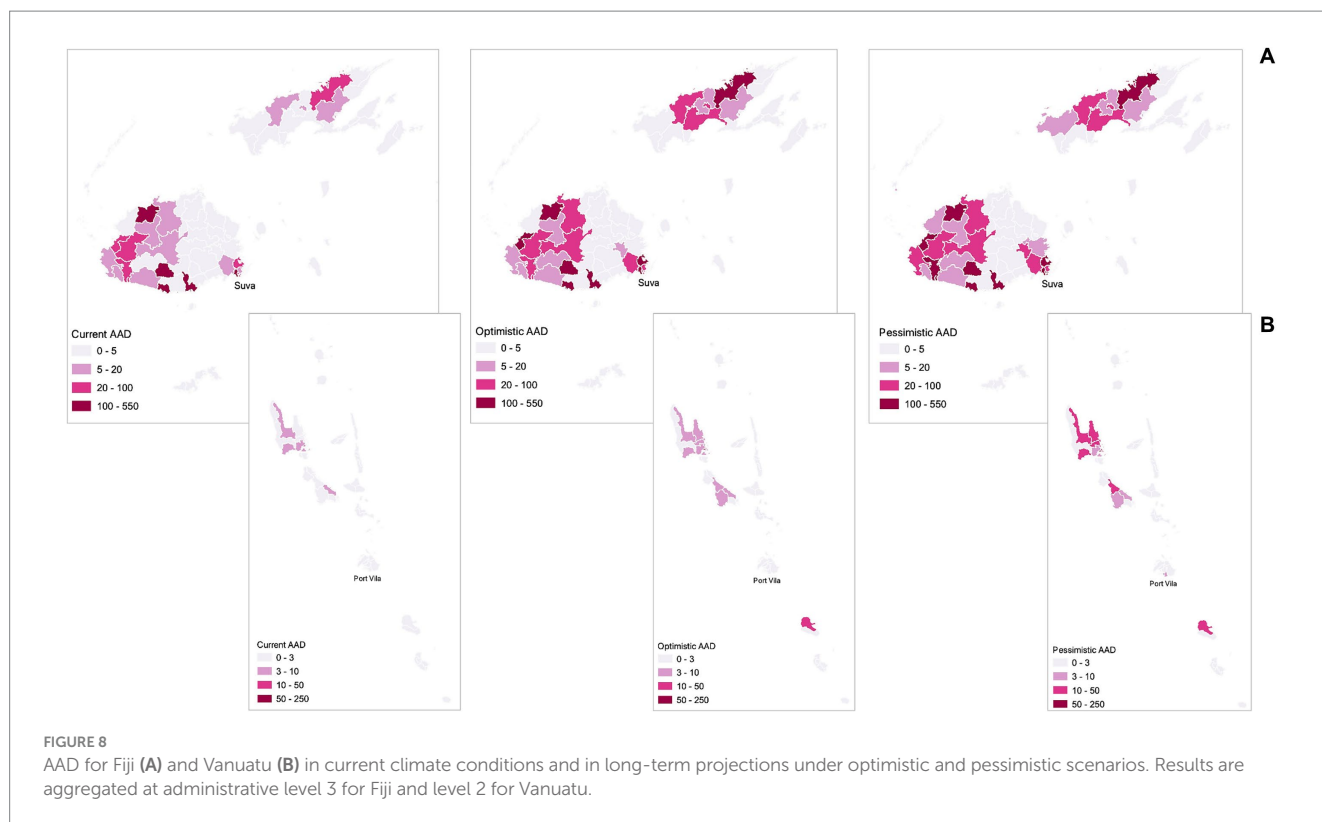 A
Suva
Suva
Suva
Current AAD
0 - 5
5 - 20
20 - 100
100 - 550
Optimistic AAD
0 - 5
5 - 20
20 - 100
100 - 550
Pessimistic AAD
0 - 5
5 - 20
20 - 100
100 - 550
B
Port Vila
Port Vila
Port Vila
Current AAD
0 - 3
3 - 10
10 - 50
50 - 250
Optimistic AAD
0 - 3
3 - 10
10 - 50
50 - 250
Pessimistic AAD
0 - 3
3 - 10
10 - 50
50 - 250
FIGURE 8
AAD for Fiji (A) and Vanuatu (B) in current climate conditions and in long-term projections under optimistic and pessimistic scenarios. Results are
aggregated at administrative level 3 for Fiji and level 2 for Vanuatu.